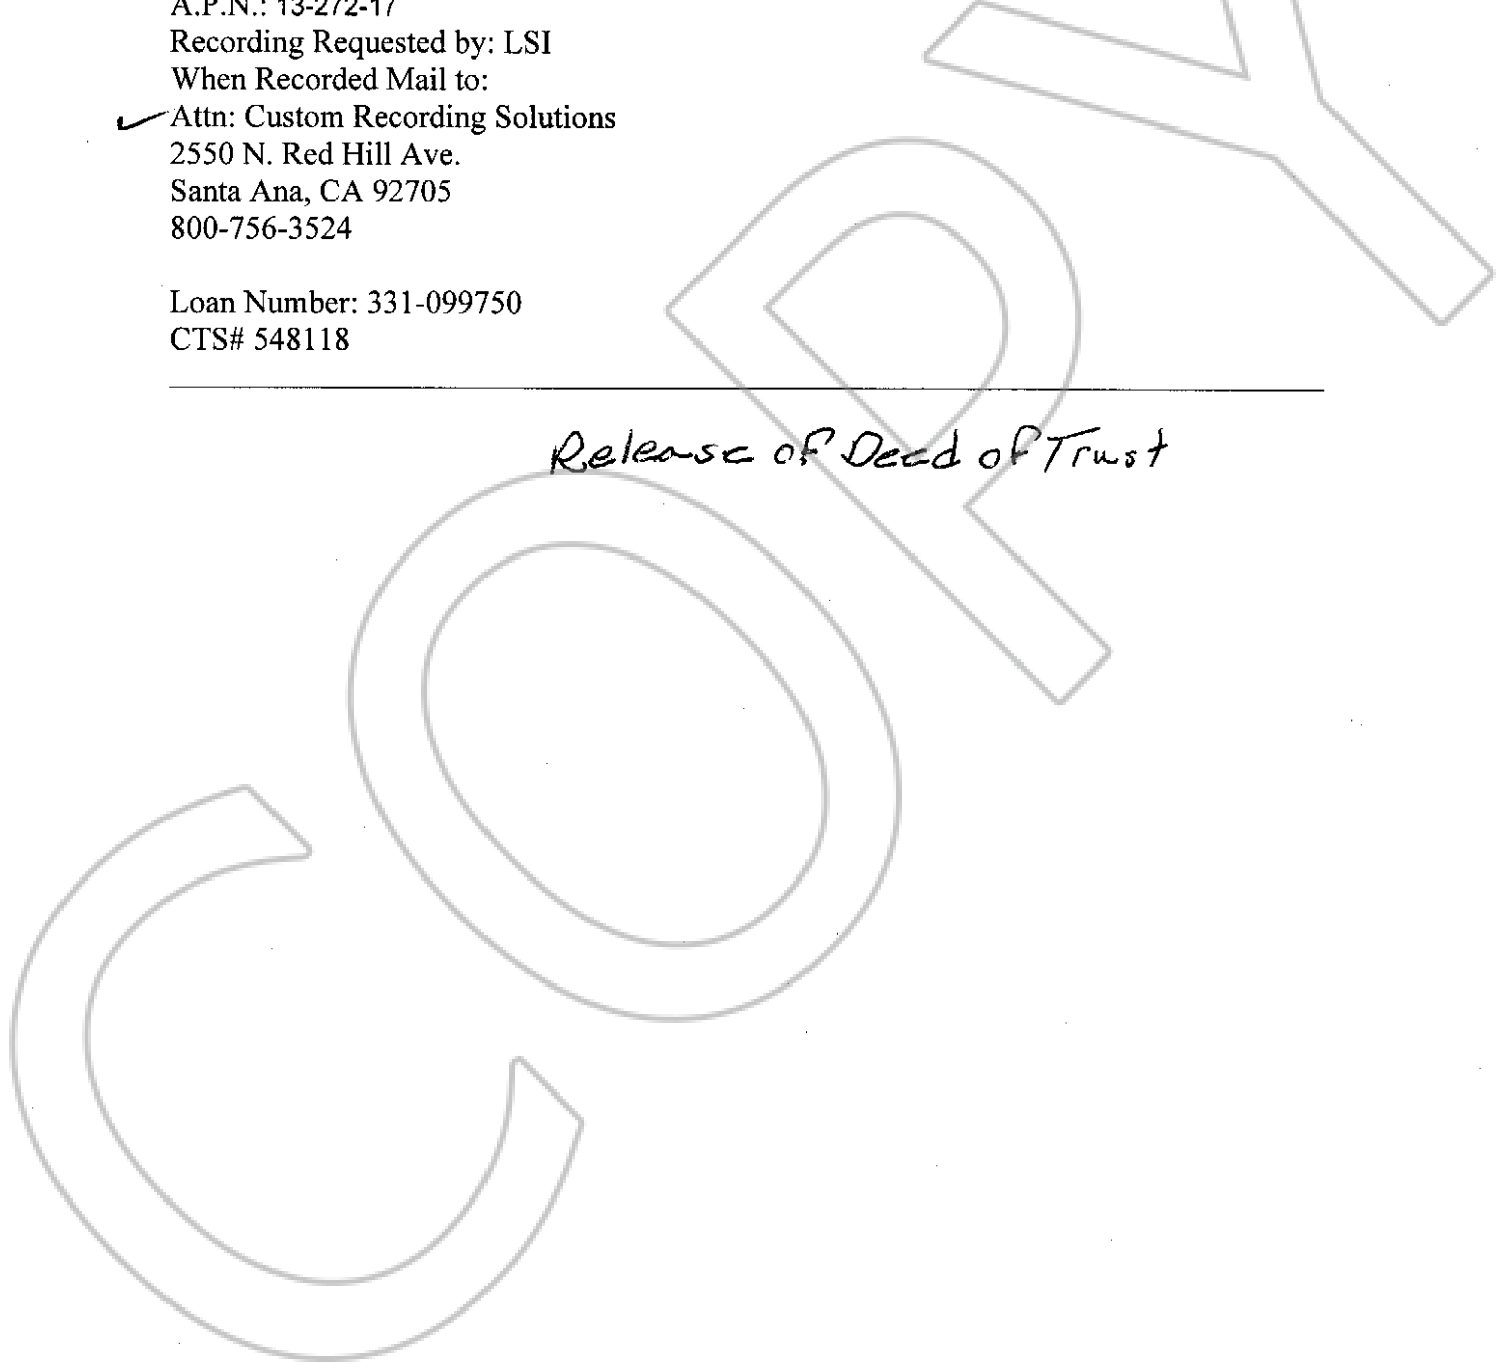 A.P.N.: 13-272-17
Recording Requested by: LSI
When Recorded Mail to:
Attn: Custom Recording Solutions
2550 N. Red Hill Ave.
Santa Ana, CA 92705
800-756-3524
Loan Number: 331-099750
CTS# 548118
Release of Deed of Trust
COPY